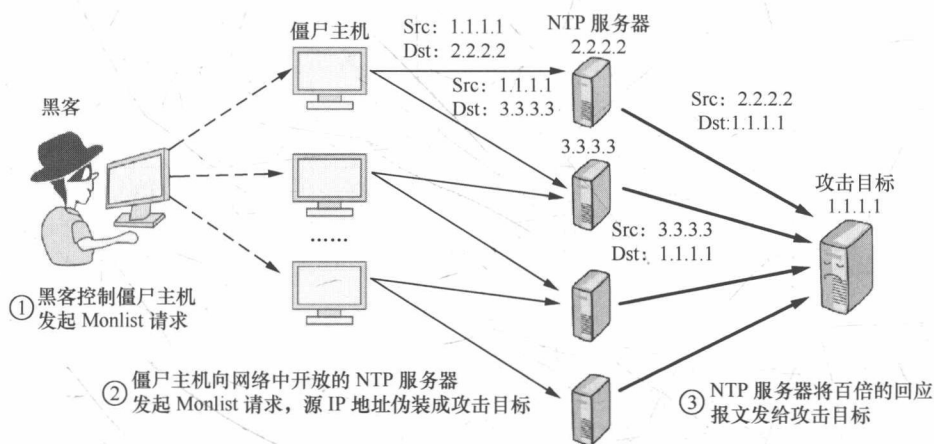 僵尸主机
Src: 1.1.1.1
Dst: 2.2.2.2
NTP 服务器
2.2.2.2
Src: 1.1.1.1
Dst: 3.3.3.3
黑客
Src: 2.2.2.2
Dst:1.1.1.1
3.3.3.3
攻击目标
1.1.1.1
Src: 3.3.3.3
Dst: 1.1.1.1
……
① 黑客控制僵尸主机
发起 Monlist 请求
② 僵尸主机向网络中开放的 NTP 服务器
发起 Monlist 请求，源 IP 地址伪装成攻击目标
③ NTP 服务器将百倍的回应
报文发给攻击目标